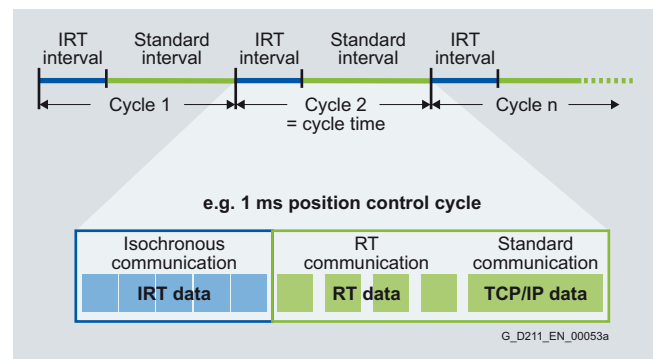 IRT
interval
Standard
interval
IRT
interval
Standard
interval
IRT
interval
Cycle 1
Cycle 2
= cycle time
Cycle n
e.g. 1 ms position control cycle
Isochronous
communication
RT
communication
Standard
communication
IRT data
RT data
TCP/IP data
G_D211_EN_00053a